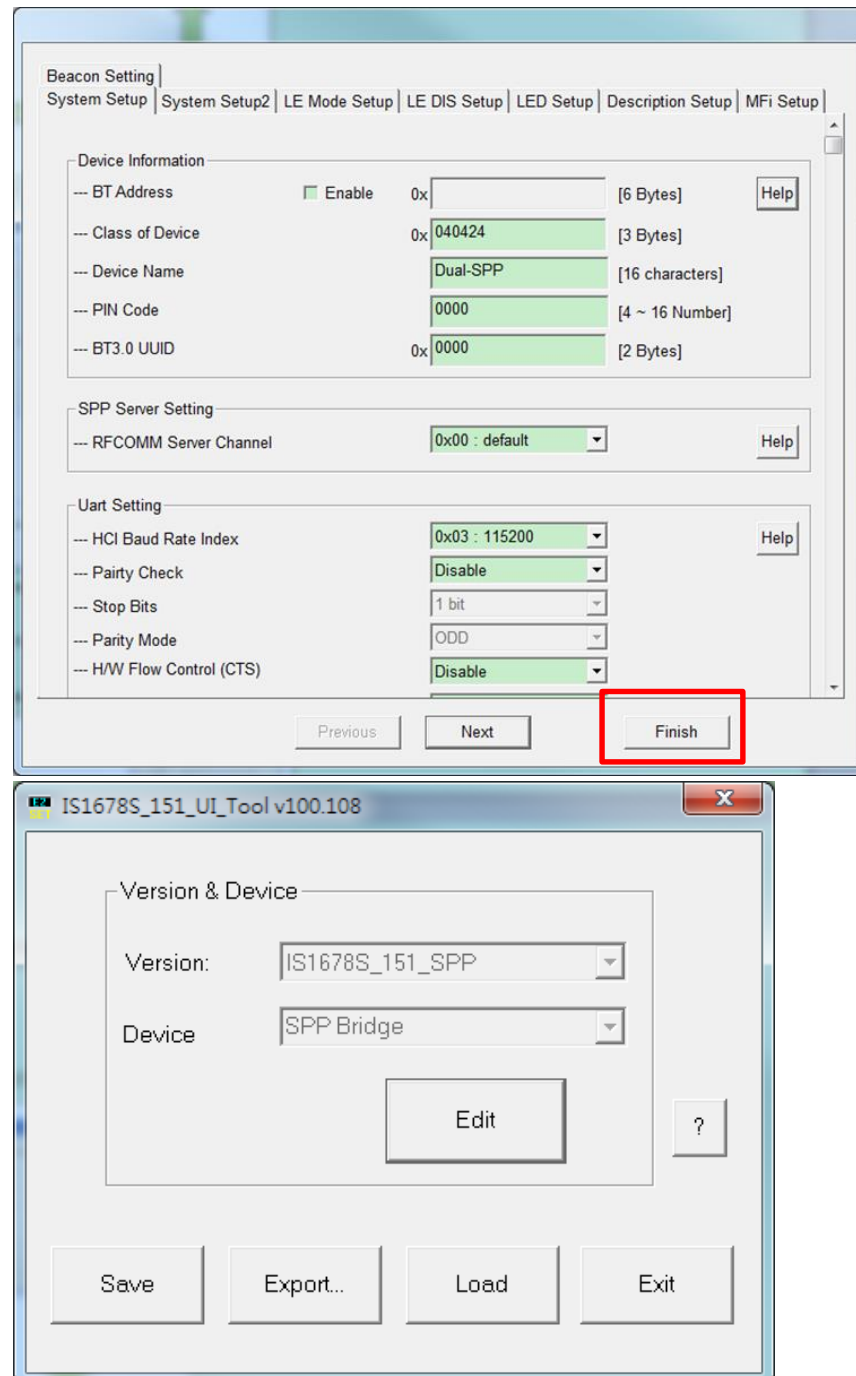 Beacon Setting
System Setup System Setup2 LE Mode Setup LE DIS Setup LED Setup Description Setup MFi Setup
Device Information
--- BT Address Enable 0x [6 Bytes] Help
--- Class of Device 0x 040424 [3 Bytes]
--- Device Name Dual-SPP [16 characters]
--- PIN Code 0000 [4 ~ 16 Number]
--- BT3.0 UUID 0x 0000 [2 Bytes]
SPP Server Setting
--- RFCOMM Server Channel 0x00 : default Help
Uart Setting
--- HCI Baud Rate Index 0x03 : 115200 Help
--- Pairty Check Disable
--- Stop Bits 1 bit
--- Parity Mode ODD
--- H/W Flow Control (CTS) Disable
Previous Next Finish
IS1678S_151_UI_Tool v100.108
Version & Device
Version: IS1678S_151_SPP
Device SPP Bridge
Edit ?
Save Export... Load Exit